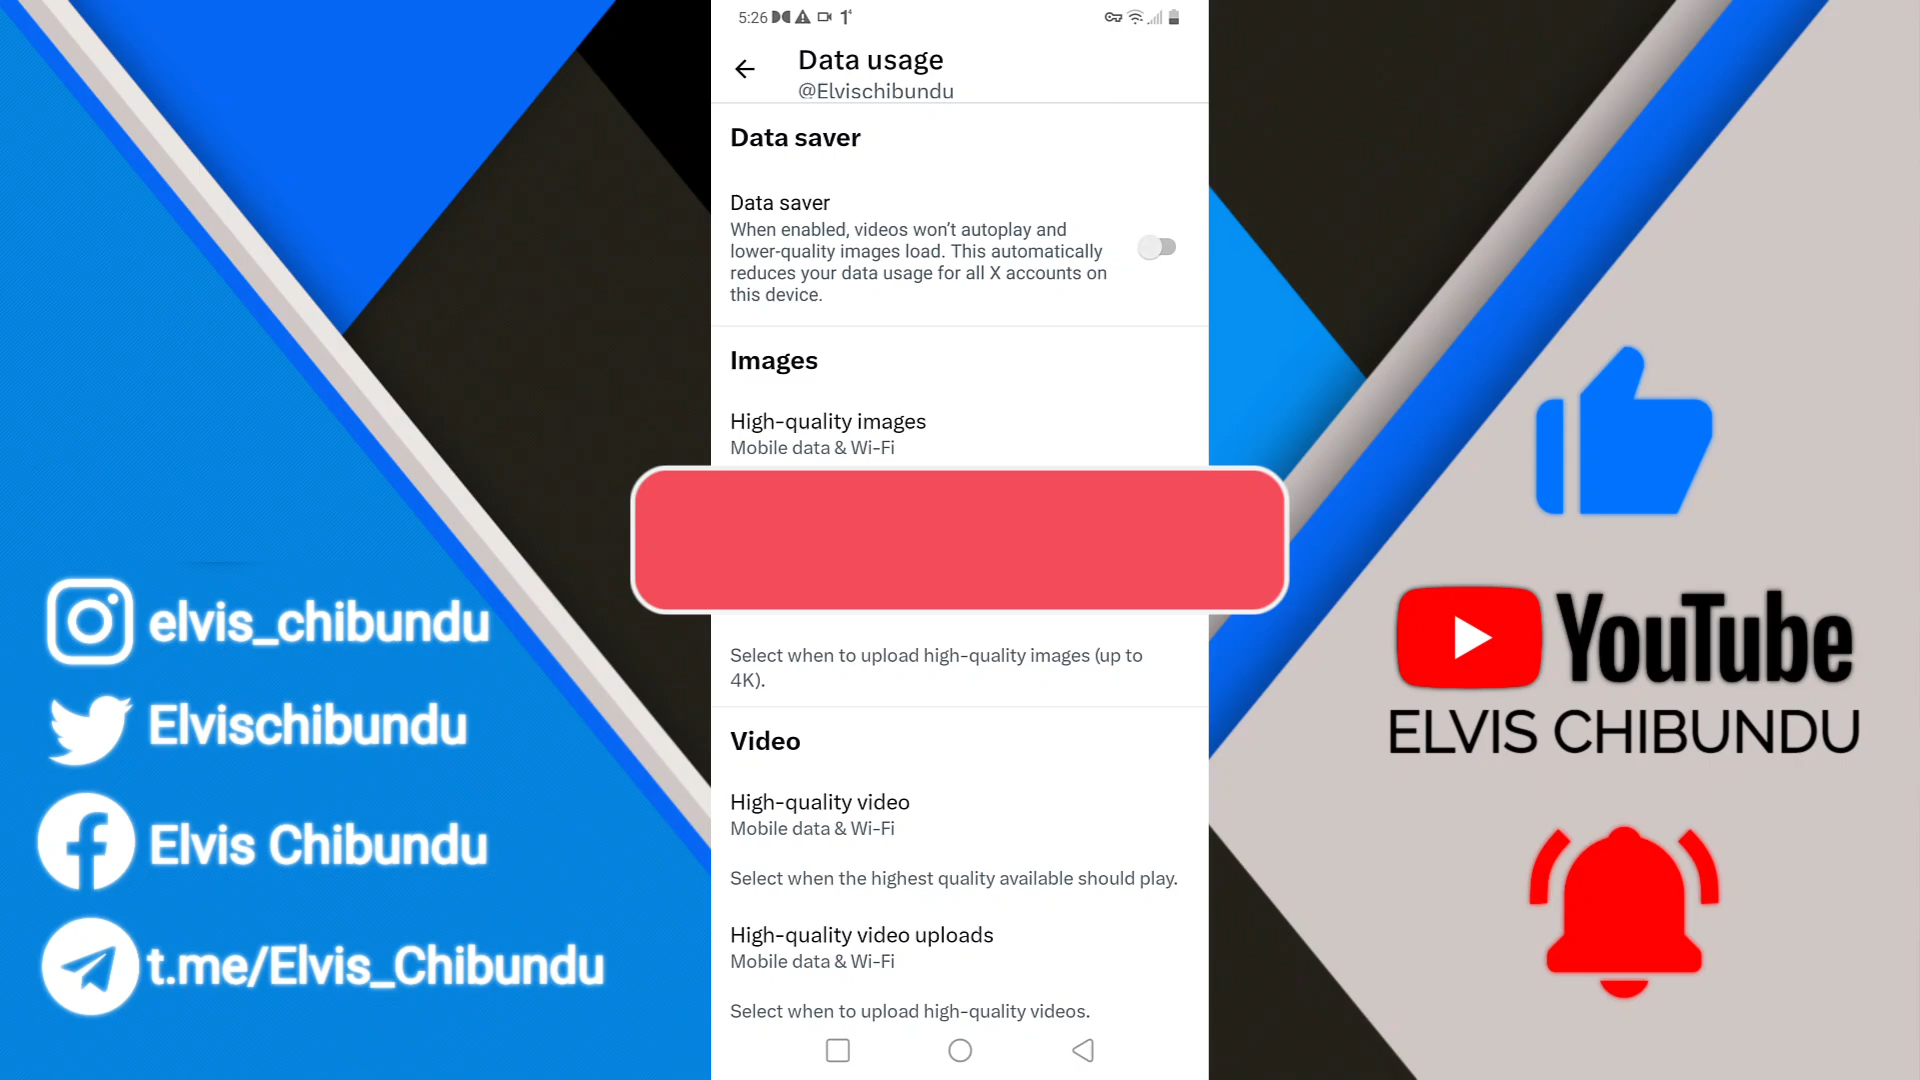 5:26
Data usage
@Elvischibundu
Data saver
Data saver
When enabled, videos won’t autoplay and
lower-quality images load. This automatically
reduces your data usage for all X accounts on
this device.
Images
High-quality images
Mobile data & Wi-Fi
Select when to upload high-quality images (up to
4K).
Video
High-quality video
Mobile data & Wi-Fi
Select when the highest quality available should play.
High-quality video uploads
Mobile data & Wi-Fi
Select when to upload high-quality videos.
elvis_chibundu
Elvischibundu
Elvis Chibundu
t.me/Elvis_Chibundu
YouTube
ELVIS CHIBUNDU